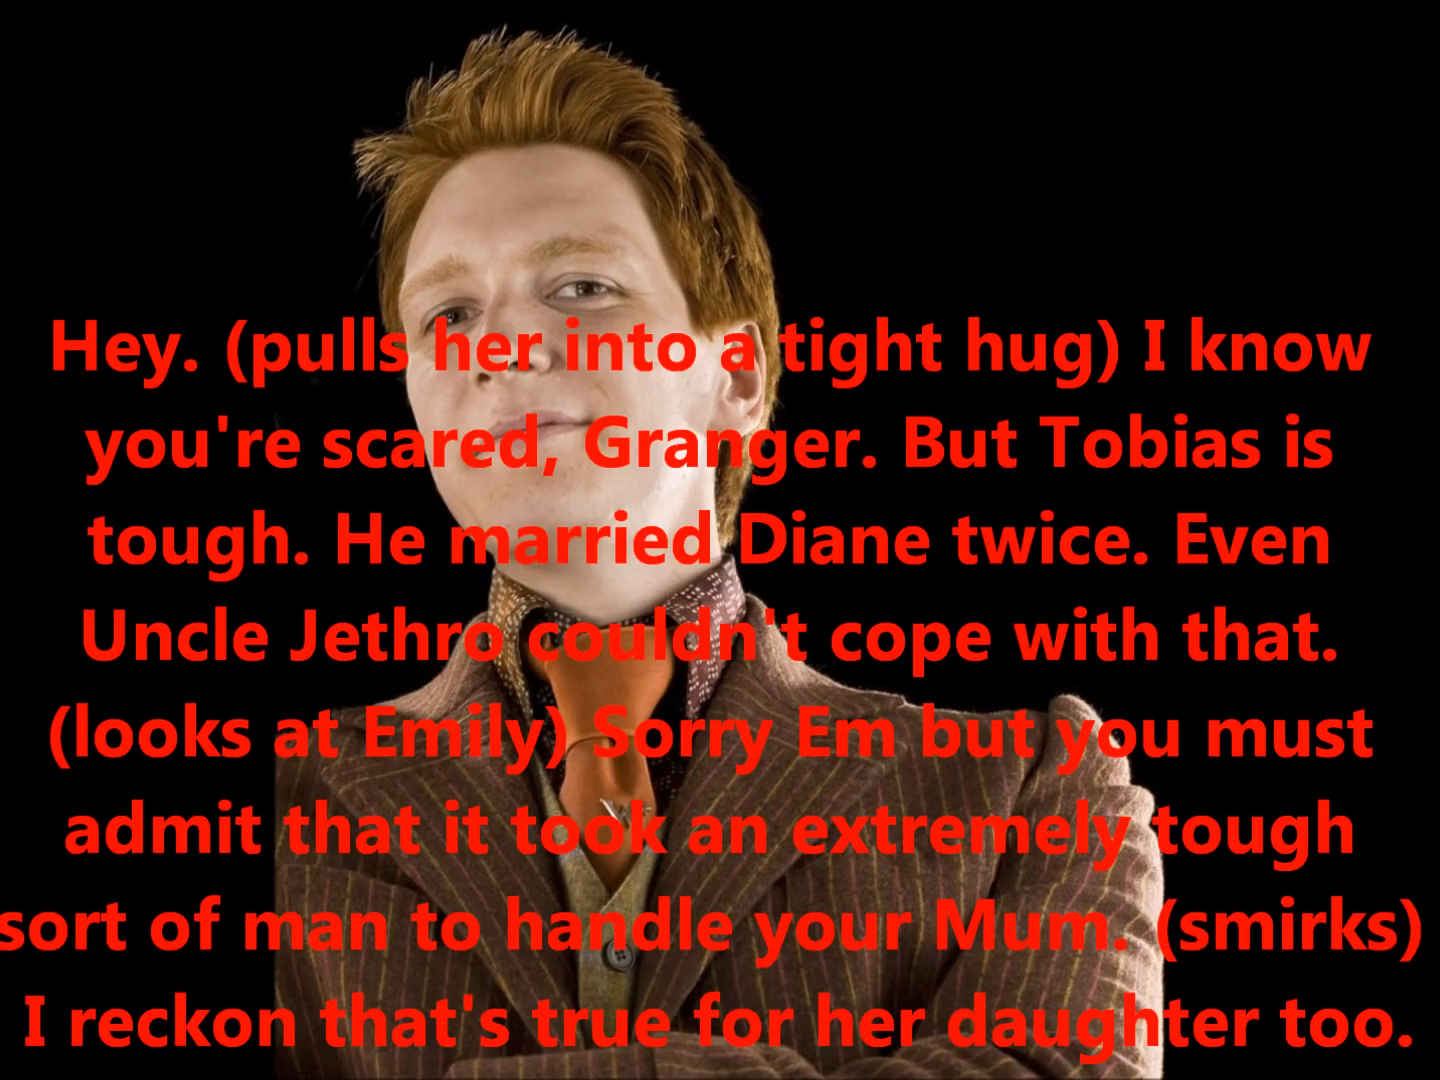 Hey. (pulls her into a tight hug) I know
you're scared, Granger. But Tobias is
tough. He married Diane twice. Even
Uncle Jethro couldn't cope with that.
(looks at Emily) Sorry Em but you must
admit that it took an extremely tough
sort of man to handle your Mum. (smirks)
I reckon that's true for her daughter too.